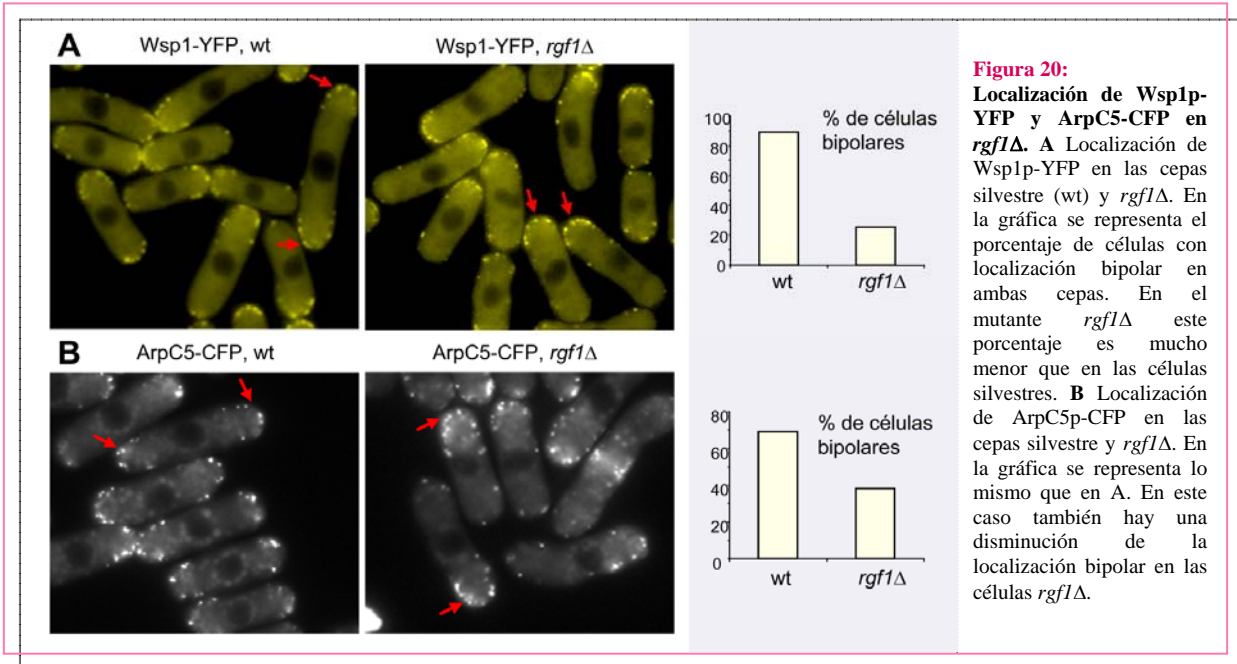 A
Wsp1-YFP, wt
Wsp1-YFP, rgf1Δ
% de células
bipolares
100
80
60
40
20
0
wt
rgf1Δ
B
ArpC5-CFP, wt
ArpC5-CFP, rgf1Δ
% de células
bipolares
80
60
40
20
0
wt
rgf1Δ
Figura 20:
Localización de Wsp1p-
YFP y ArpC5-CFP en
rgf1Δ. A Localización de
Wsp1p-YFP en las cepas
silvestre (wt) y rgf1Δ. En
la gráfica se representa el
porcentaje de células con
localización bipolar en
ambas cepas. En el
mutante rgf1Δ este
porcentaje es mucho
menor que en las células
silvestres. B Localización
de ArpC5p-CFP en las
cepas silvestre y rgf1Δ. En
la gráfica se representa lo
mismo que en A. En este
caso también hay una
disminución de la
localización bipolar en las
células rgf1Δ.